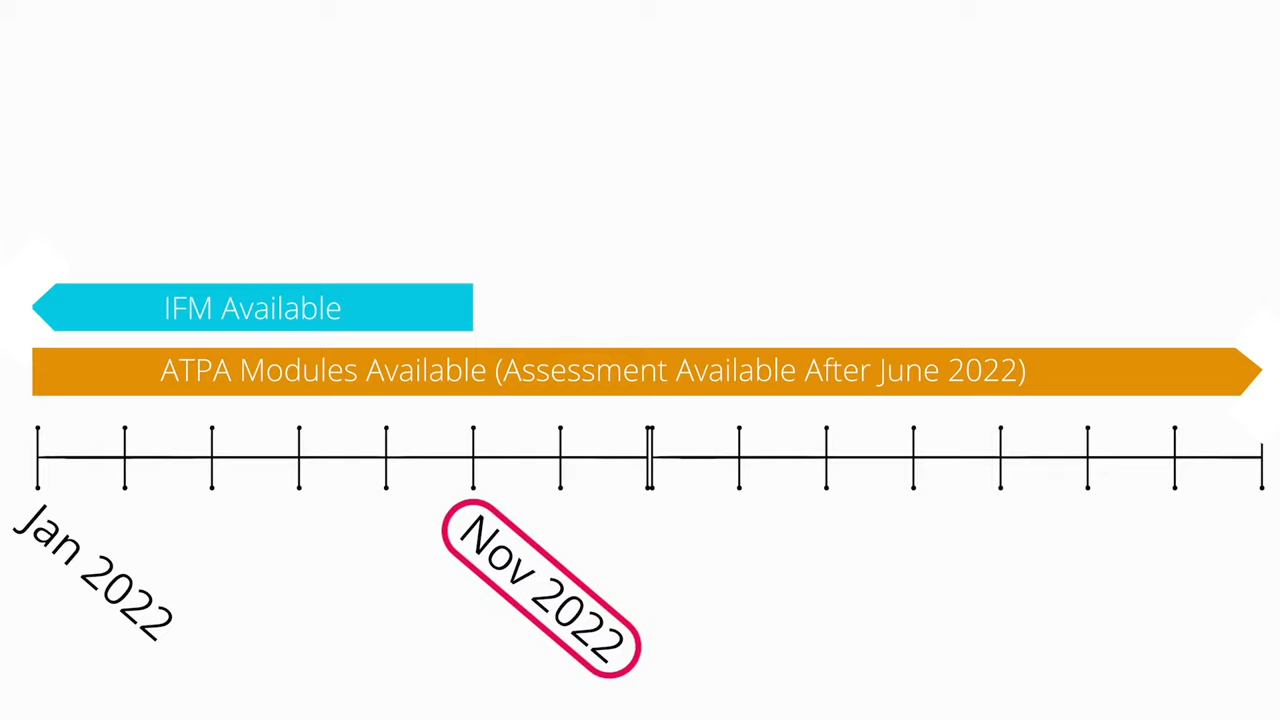 IFM Available
ATPA Modules Available (Assessment Available After June 2022)
Jan 2022
Nov 2022